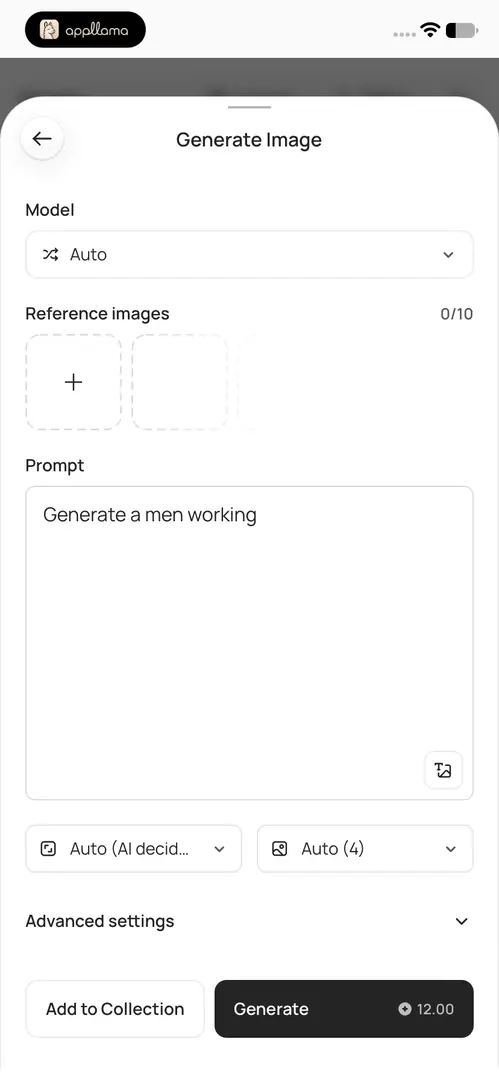 appllama
Generate Image
Model
Auto
Reference images
0/10
Prompt
Generate a men working
Auto (AI decid...
Auto (4)
Advanced settings
Add to Collection
Generate
12.00